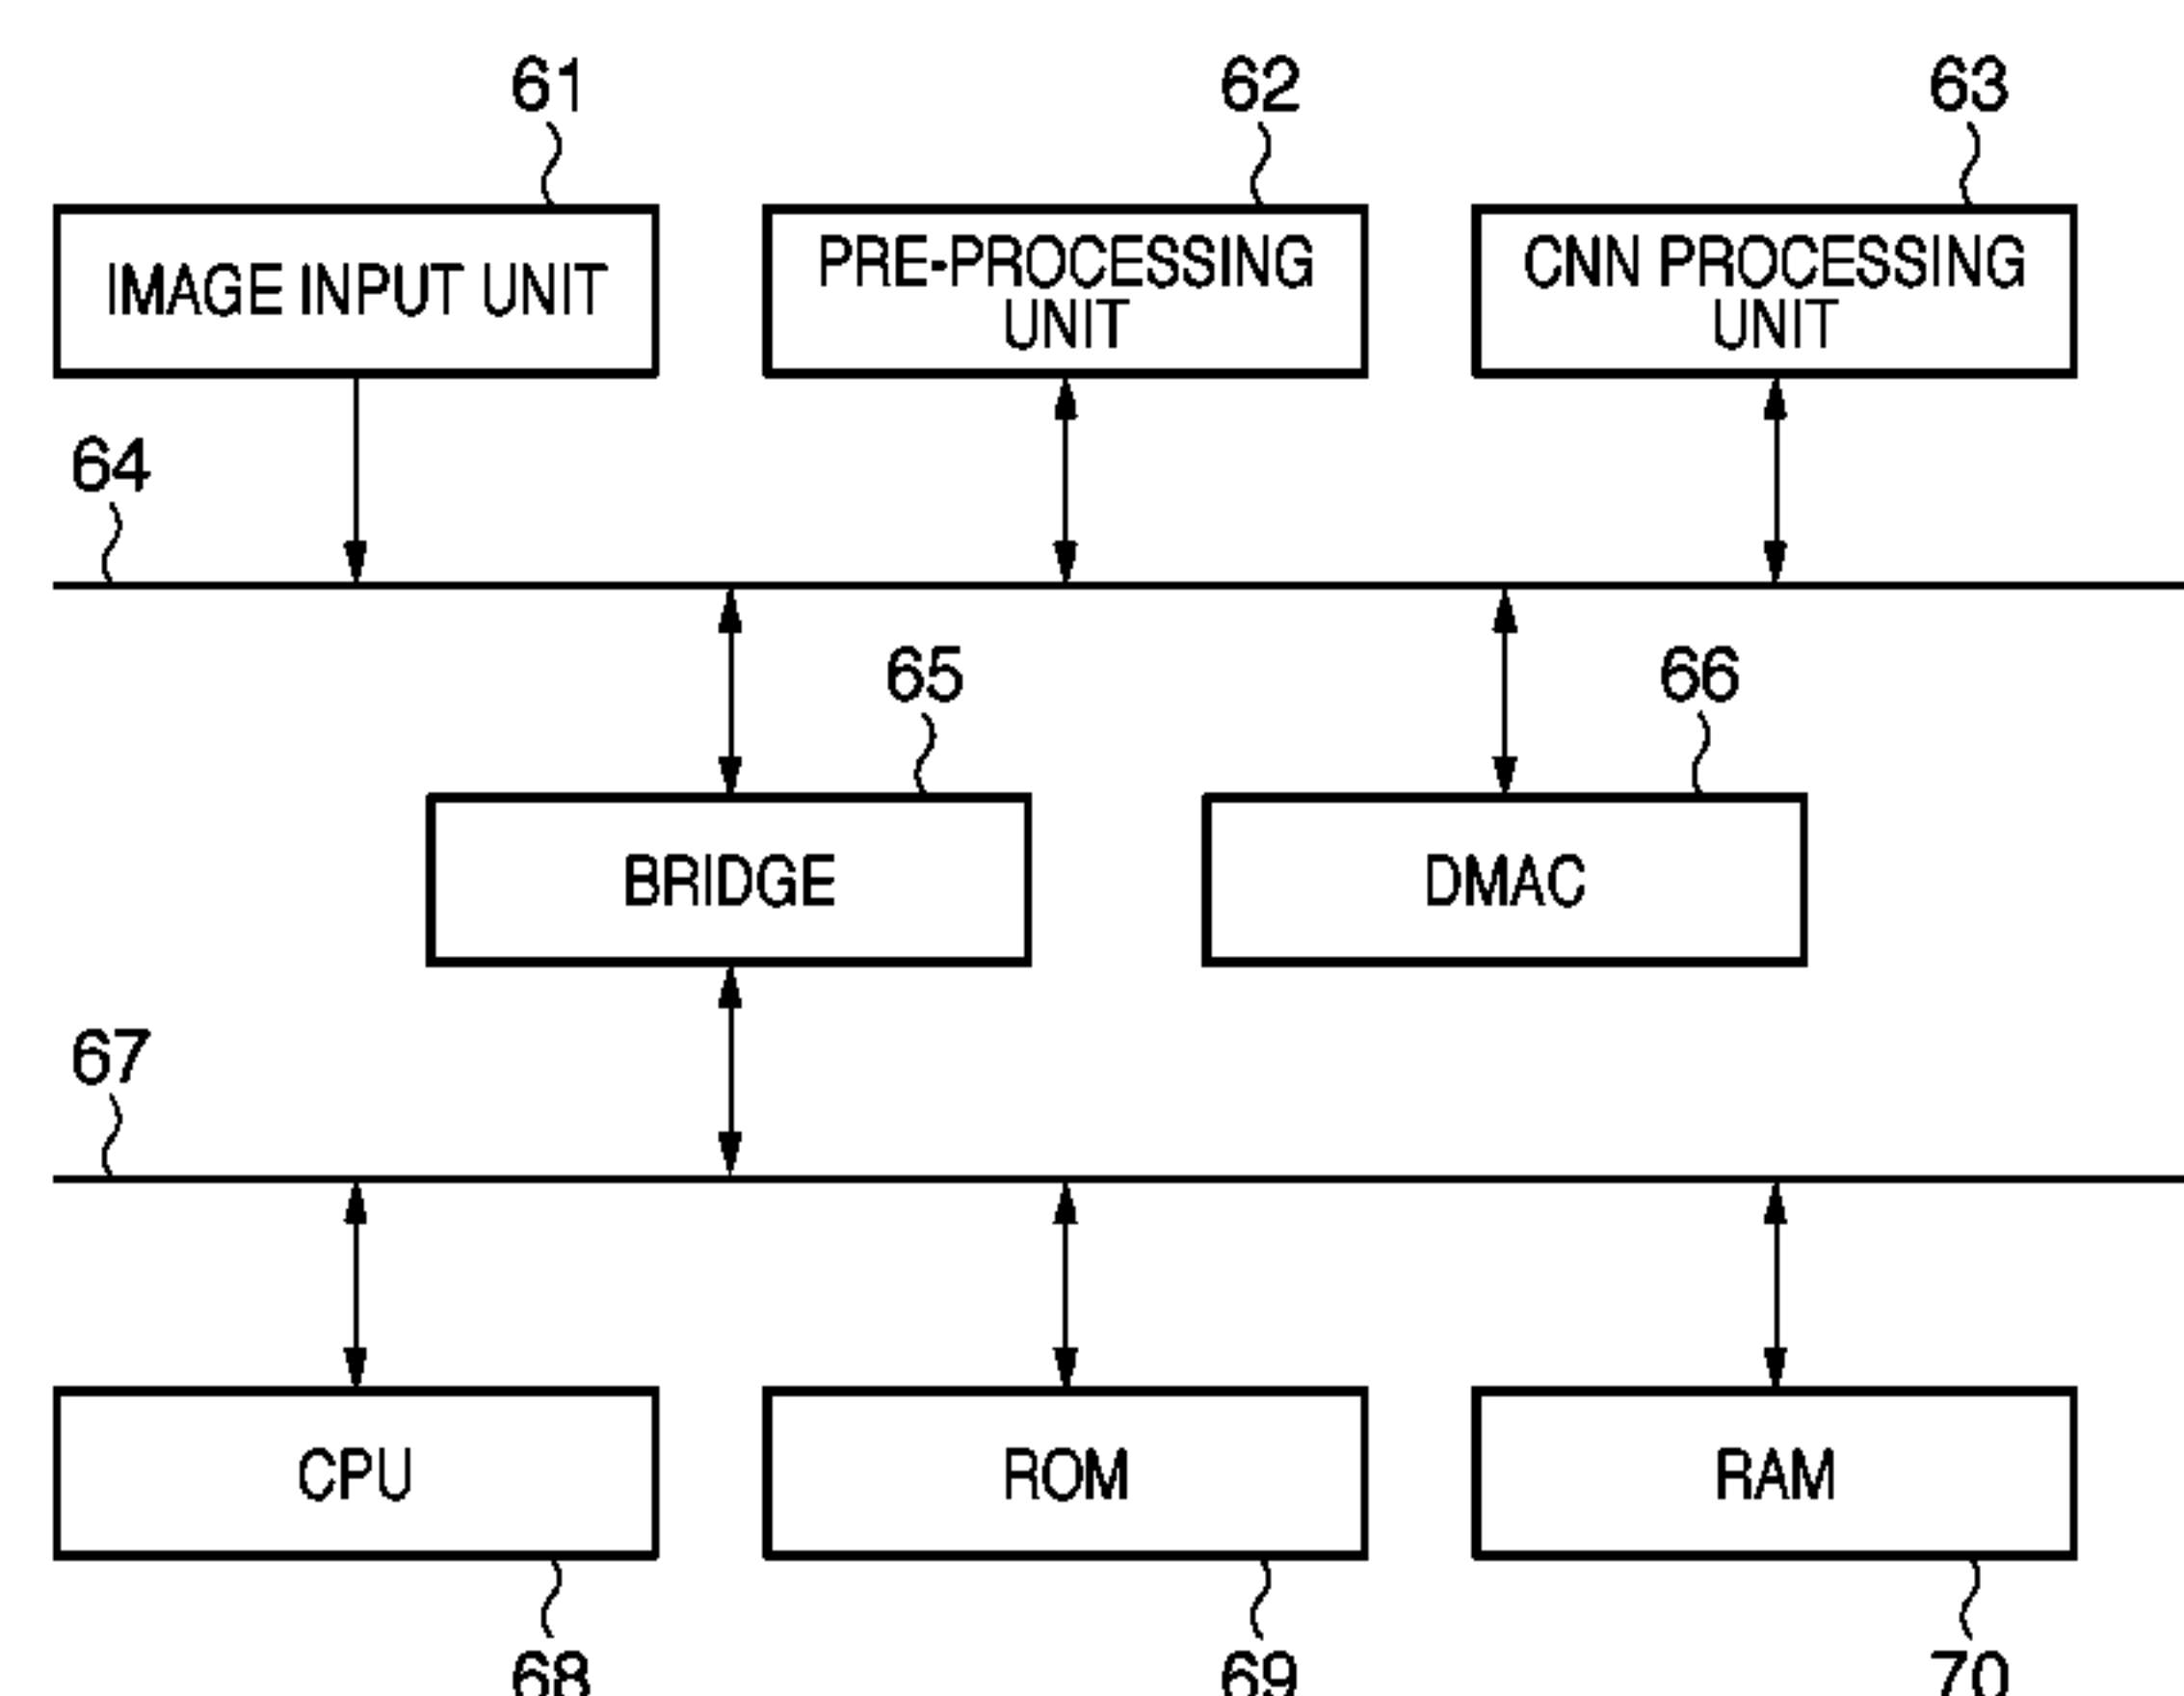 61
62
63
IMAGE INPUT UNIT
PRE-PROCESSING
UNIT
CNN PROCESSING
UNIT
64
65
66
BRIDGE
DMAC
67
CPU
ROM
RAM
68
69
70